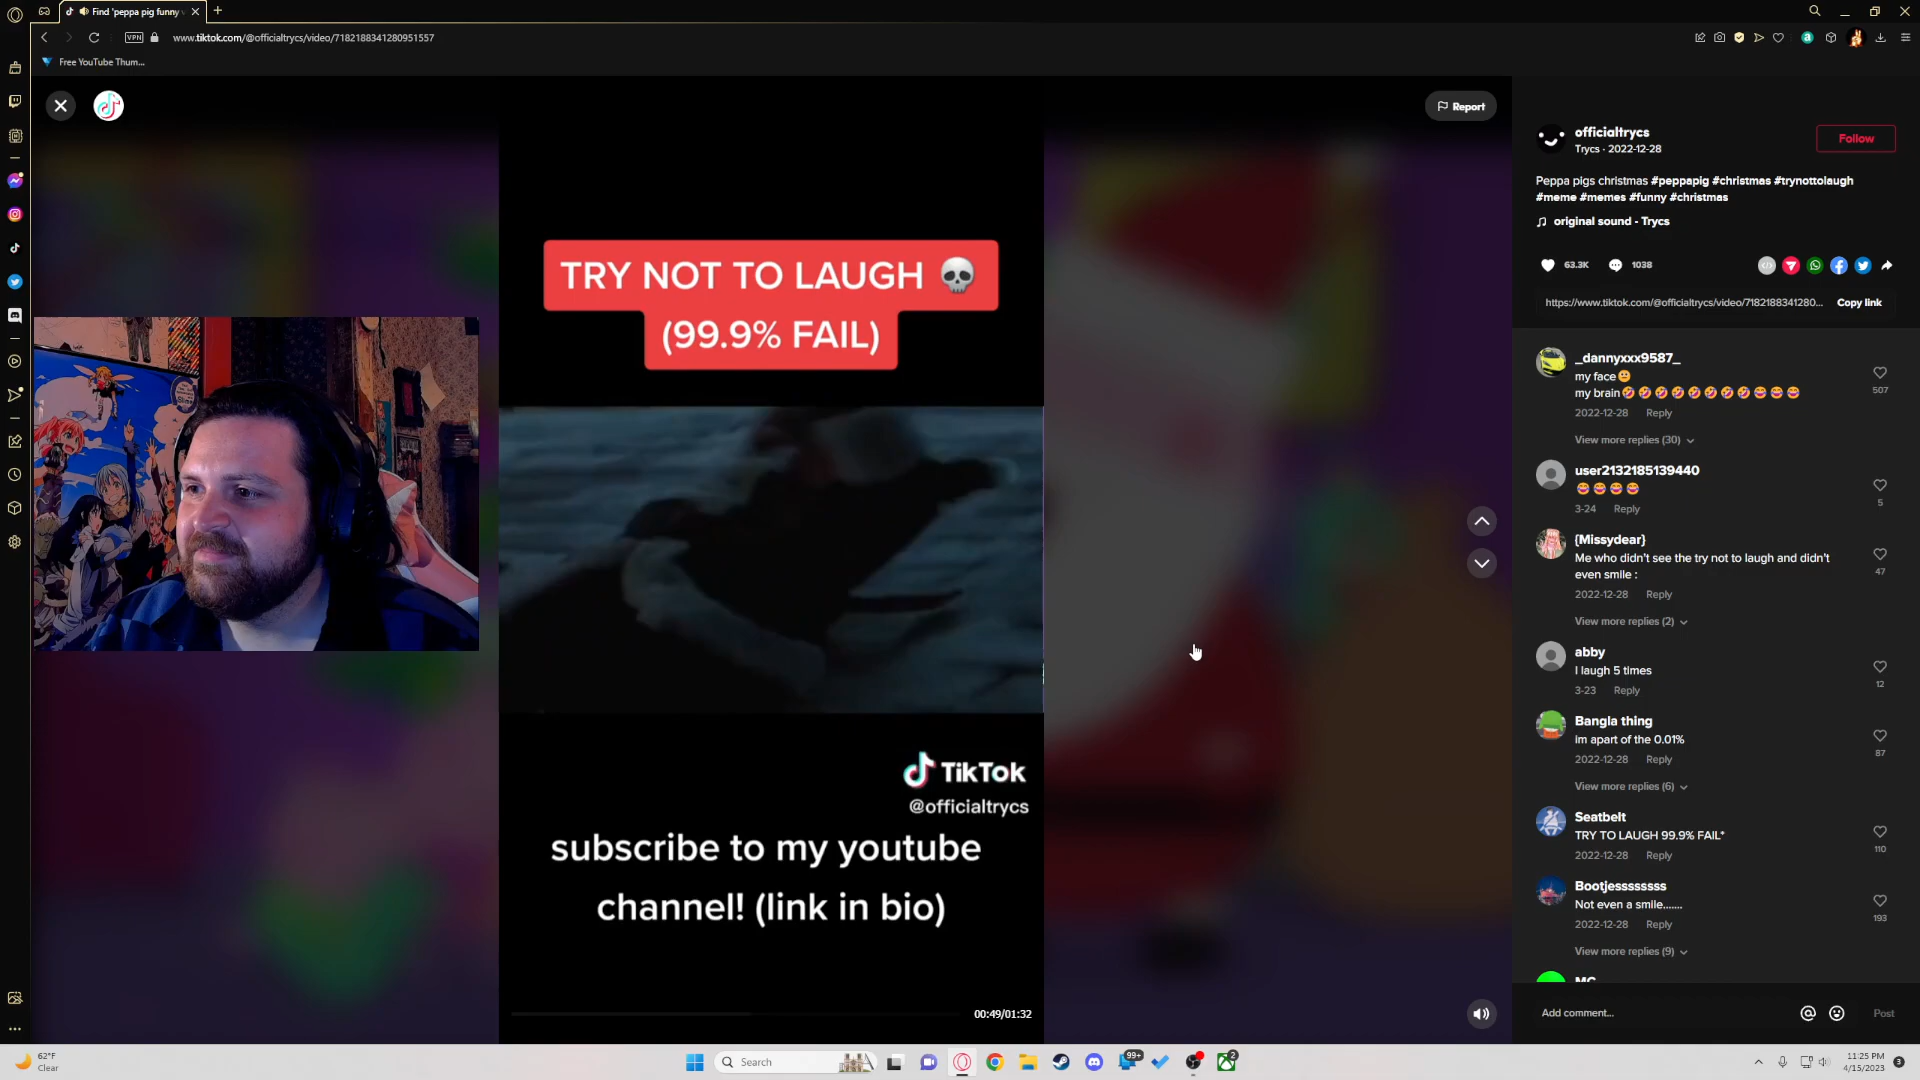 Find 'peppa pig funny
VPN
www.tiktok.com/@officialtrycs/video/7182188341280951557
Free YouTube Thum...
Report
TRY NOT TO LAUGH 💀
(99.9% FAIL)
TikTok
@officialtrycs
subscribe to my youtube
channel! (link in bio)
00:49/01:32
officialtrycs
Trycs · 2022-12-28
Follow
Peppa pigs christmas #peppapig #christmas #trynottolaugh
#meme #memes #funny #christmas
original sound - Trycs
63.3K
1038
https://www.tiktok.com/@officialtrycs/video/7182188341280...
Copy link
_dannyxxx9587_
my face😕
my brain🤣🤣🤣🤣🤣🤣🤣🤣😂😂😂
507
2022-12-28 Reply
View more replies (30)
user2132185139440
😂😂😂😂
5
3-24 Reply
{Missydear}
Me who didn't see the try not to laugh and didn't
even smile :
47
2022-12-28 Reply
View more replies (2)
abby
I laugh 5 times
12
3-23 Reply
Bangla thing
im apart of the 0.01%
87
2022-12-28 Reply
View more replies (6)
Seatbelt
TRY TO LAUGH 99.9% FAIL*
110
2022-12-28 Reply
Bootjessssssss
Not even a smile.......
193
2022-12-28 Reply
View more replies (9)
MC
Add comment...
Post
62°F
Clear
Search
99+
2
11:25 PM
4/15/2023
3